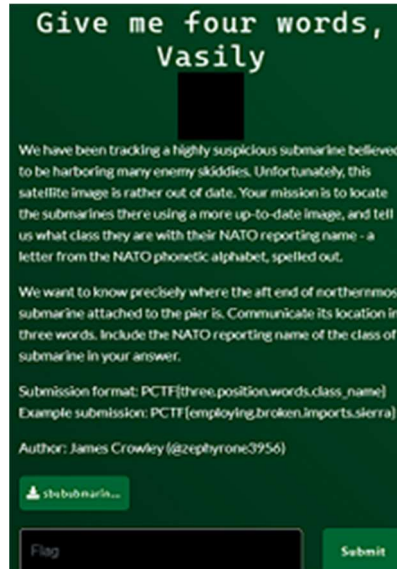 Give me four words,
Vasily
We have been tracking a highly suspicious submarine believed
to be harboring many enemy skiddies. Unfortunately, this
satellite image is rather out of date. Your mission is to locate
the submarines there using a more up-to-date image, and tell
us what class they are with their NATO reporting name - a
letter from the NATO phonetic alphabet, spelled out.
We want to know precisely where the aft end of northernmos
submarine attached to the pier is. Communicate its location in
three words. Include the NATO reporting name of the class of
submarine in your answer.
Submission format: PCTF{three.position.words.class_name}
Example submission: PCTF{employing.broken.imports.sierra}
Author: James Crowley (@zephyrone3956)
sbububmarin...
Flag
Submit